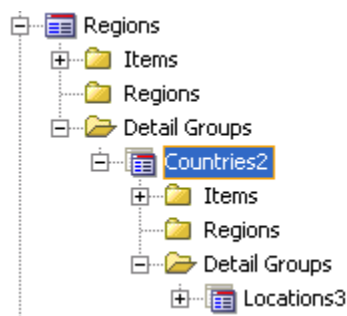 Regions
Items
Regions
Detail Groups
Countries2
Items
Regions
Detail Groups
Locations3